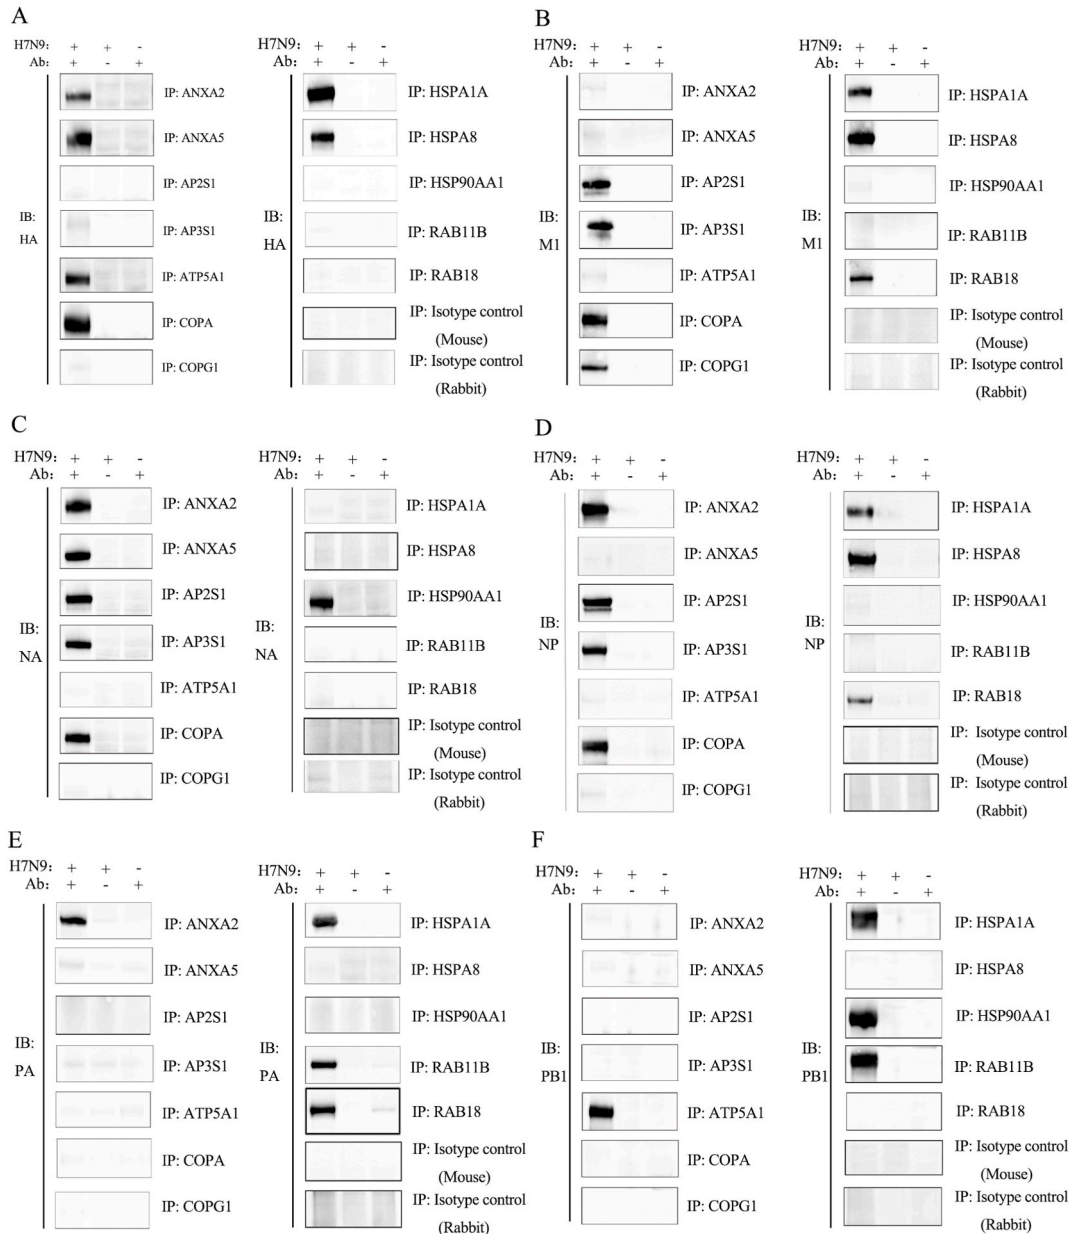 A
H7N9: + + -
Ab: + - +
IB:
HA
IP: ANXA2
IP: ANXA5
IP: AP2S1
IP: AP3S1
IP: ATP5A1
IP: COPA
IP: COPG1
H7N9: + + -
Ab: + - +
IB:
HA
IP: HSPA1A
IP: HSPA8
IP: HSP90AA1
IP: RAB11B
IP: RAB18
IP: Isotype control
(Mouse)
IP: Isotype control
(Rabbit)
B
H7N9: + + -
Ab: + - +
IB:
M1
IP: ANXA2
IP: ANXA5
IP: AP2S1
IP: AP3S1
IP: ATP5A1
IP: COPA
IP: COPG1
H7N9: + + -
Ab: + - +
IB:
M1
IP: HSPA1A
IP: HSPA8
IP: HSP90AA1
IP: RAB11B
IP: RAB18
IP: Isotype control
(Mouse)
IP: Isotype control
(Rabbit)
C
H7N9: + + -
Ab: + - +
IB:
NA
IP: ANXA2
IP: ANXA5
IP: AP2S1
IP: AP3S1
IP: ATP5A1
IP: COPA
IP: COPG1
H7N9: + + -
Ab: + - +
IB:
NA
IP: HSPA1A
IP: HSPA8
IP: HSP90AA1
IP: RAB11B
IP: RAB18
IP: Isotype control
(Mouse)
IP: Isotype control
(Rabbit)
D
H7N9: + + -
Ab: + - +
IB:
NP
IP: ANXA2
IP: ANXA5
IP: AP2S1
IP: AP3S1
IP: ATP5A1
IP: COPA
IP: COPG1
H7N9: + + -
Ab: + - +
IB:
NP
IP: HSPA1A
IP: HSPA8
IP: HSP90AA1
IP: RAB11B
IP: RAB18
IP: Isotype control
(Mouse)
IP: Isotype control
(Rabbit)
E
H7N9: + + -
Ab: + - +
IB:
PA
IP: ANXA2
IP: ANXA5
IP: AP2S1
IP: AP3S1
IP: ATP5A1
IP: COPA
IP: COPG1
H7N9: + + -
Ab: + - +
IB:
PA
IP: HSPA1A
IP: HSPA8
IP: HSP90AA1
IP: RAB11B
IP: RAB18
IP: Isotype control
(Mouse)
IP: Isotype control
(Rabbit)
F
H7N9: + + -
Ab: + - +
IB:
PB1
IP: ANXA2
IP: ANXA5
IP: AP2S1
IP: AP3S1
IP: ATP5A1
IP: COPA
IP: COPG1
H7N9: + + -
Ab: + - +
IB:
PB1
IP: HSPA1A
IP: HSPA8
IP: HSP90AA1
IP: RAB11B
IP: RAB18
IP: Isotype control
(Mouse)
IP: Isotype control
(Rabbit)